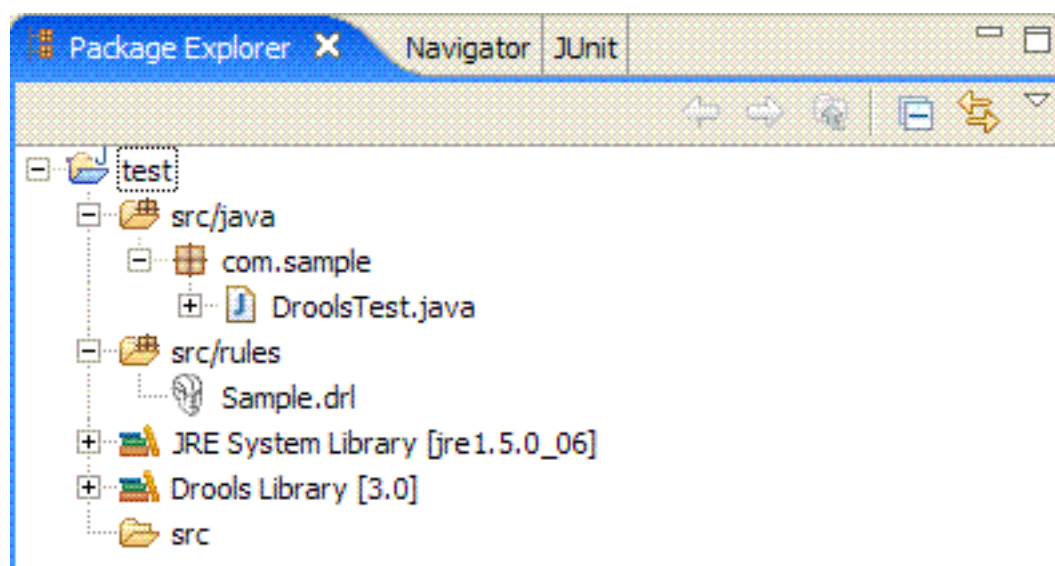 Package Explorer Navigator JUnit
test
src/java
com.sample
DroolsTest.java
src/rules
Sample.drl
JRE System Library [jre1.5.0_06]
Drools Library [3.0]
src